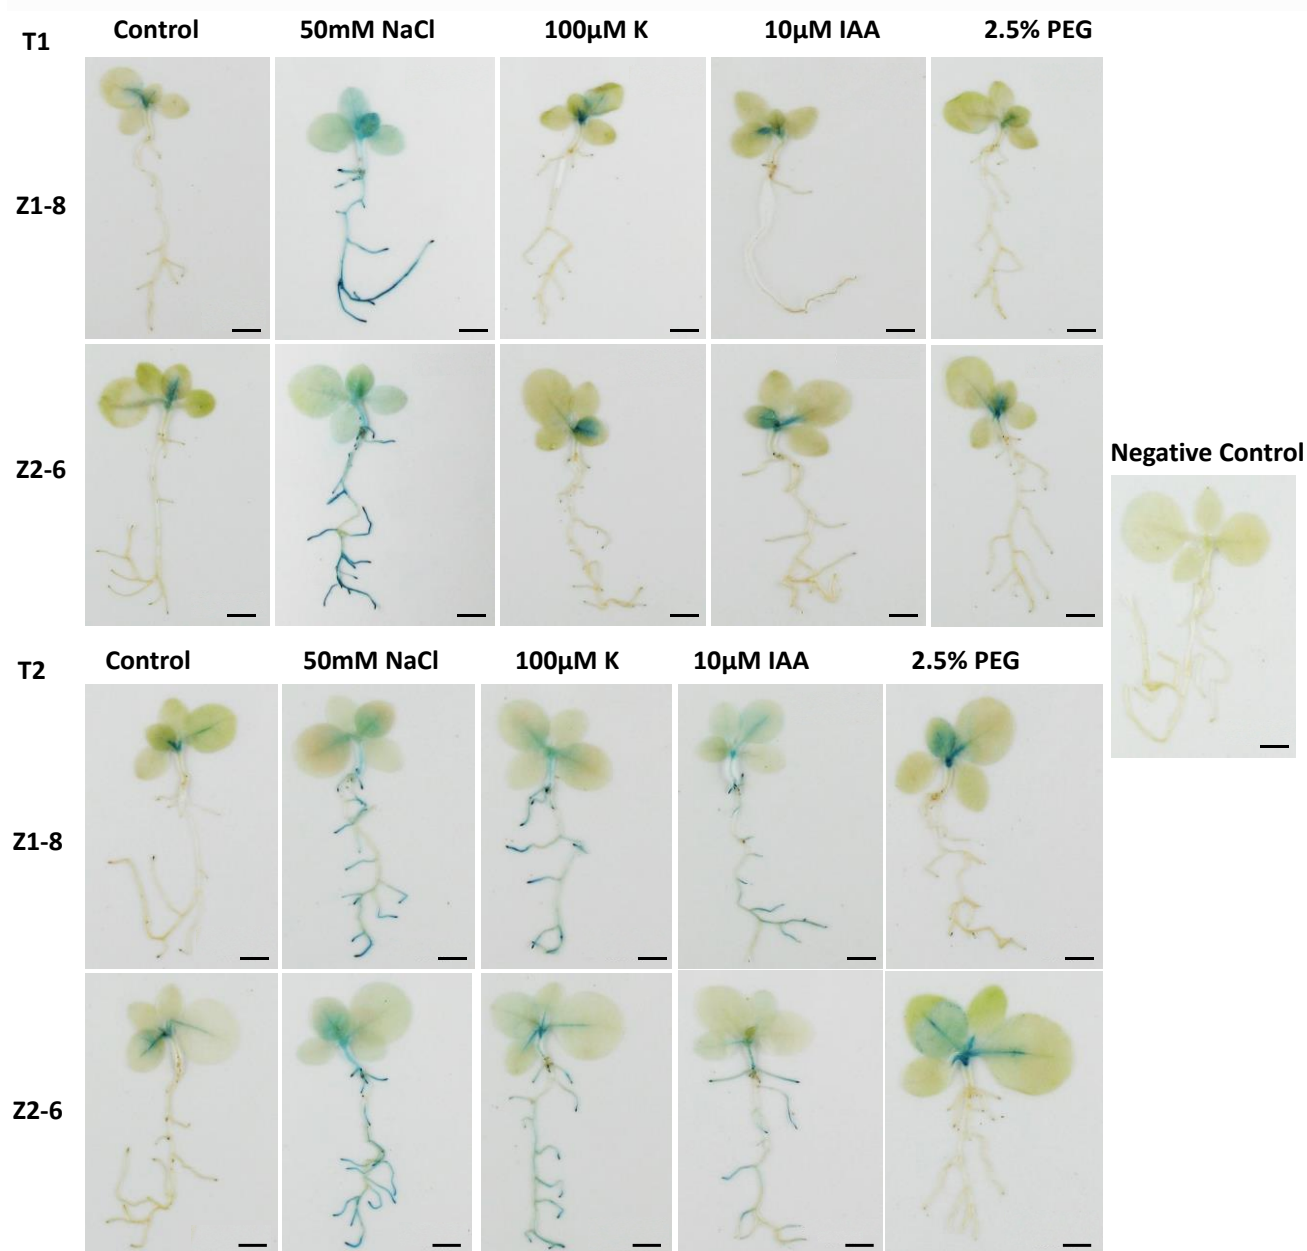 T1 Control 50mM NaCl 100µM K 10µM IAA 2.5% PEG
Z1-8
Z2-6
Negative Control
T2 Control 50mM NaCl 100µM K 10µM IAA 2.5% PEG
Z1-8
Z2-6